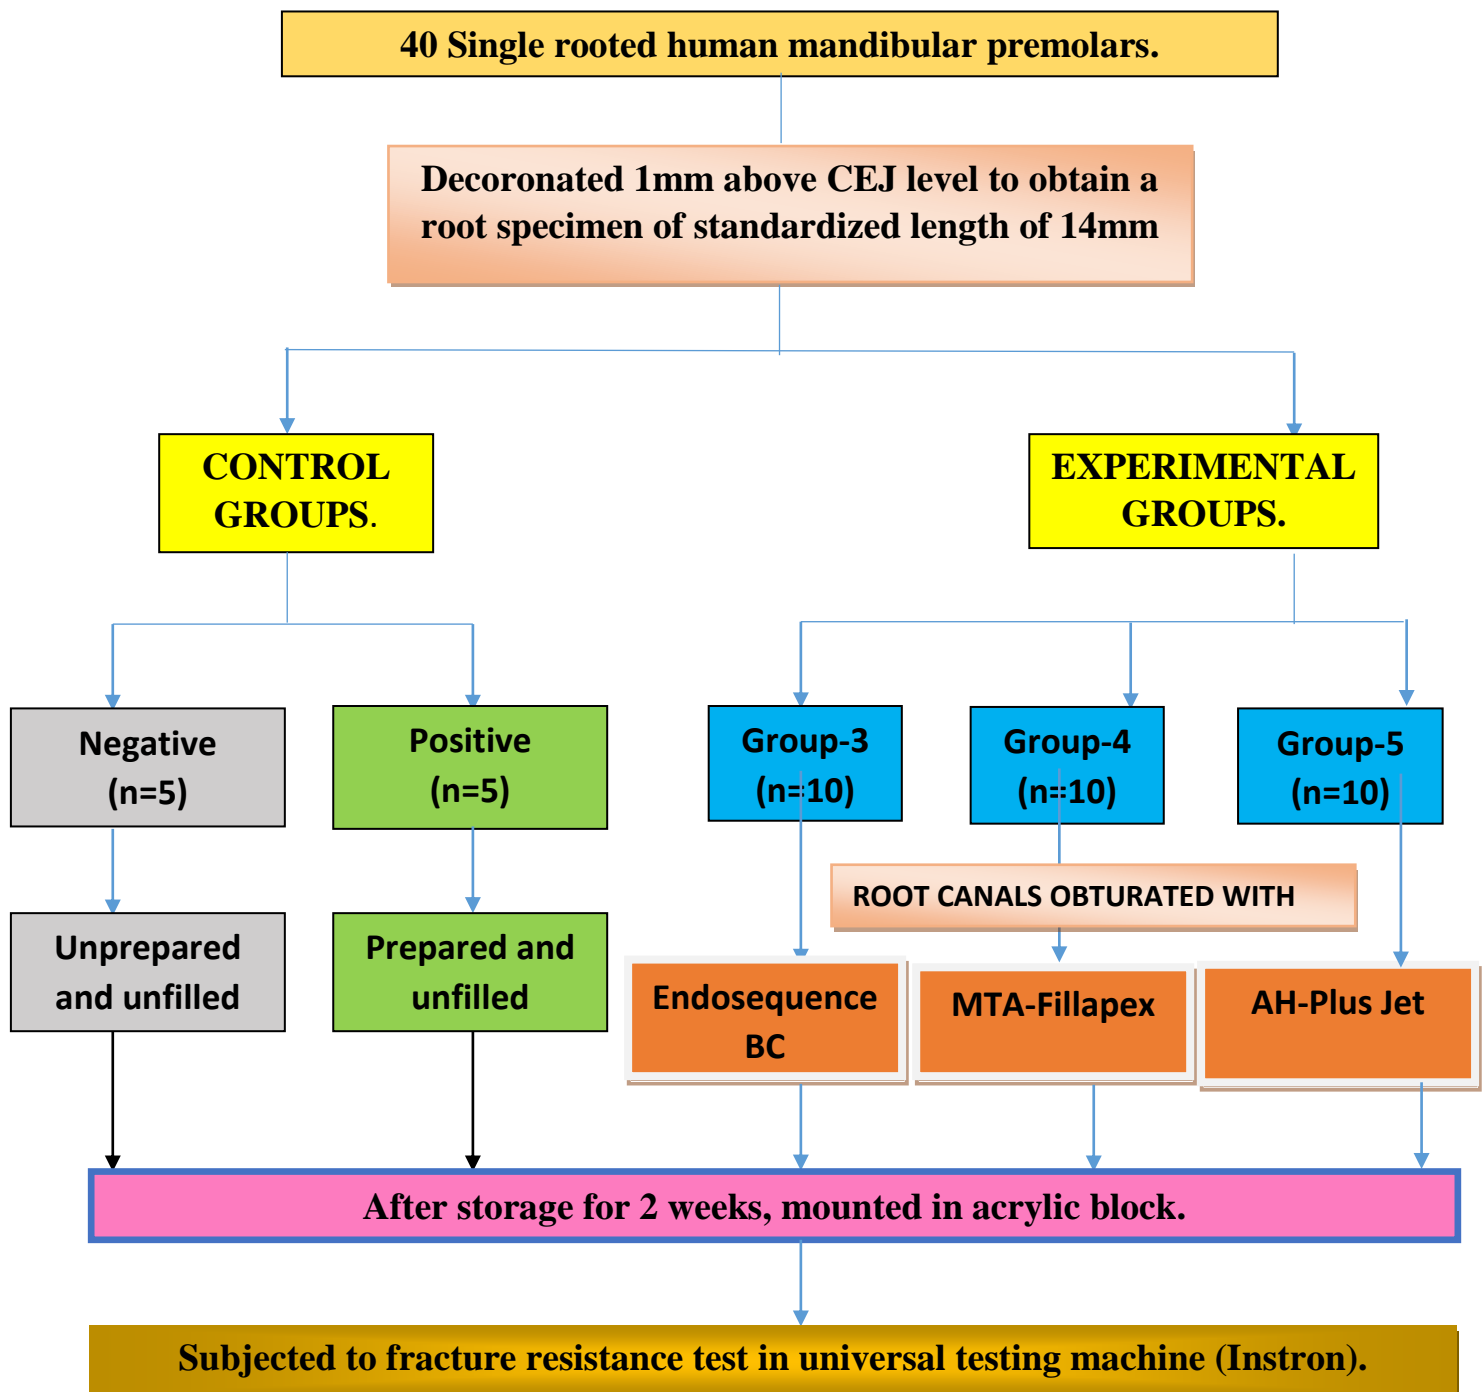 40 Single rooted human mandibular premolars.
Decoronated 1mm above CEJ level to obtain a
root specimen of standardized length of 14mm
CONTROL
GROUPS.
EXPERIMENTAL
GROUPS.
Negative
(n=5)
Positive
(n=5)
Group-3
(n=10)
Group-4
(n=10)
Group-5
(n=10)
ROOT CANALS OBTURATED WITH
Unprepared
and unfilled
Prepared and
unfilled
Endosequence
BC
MTA-Fillapex
AH-Plus Jet
After storage for 2 weeks, mounted in acrylic block.
Subjected to fracture resistance test in universal testing machine (Instron).